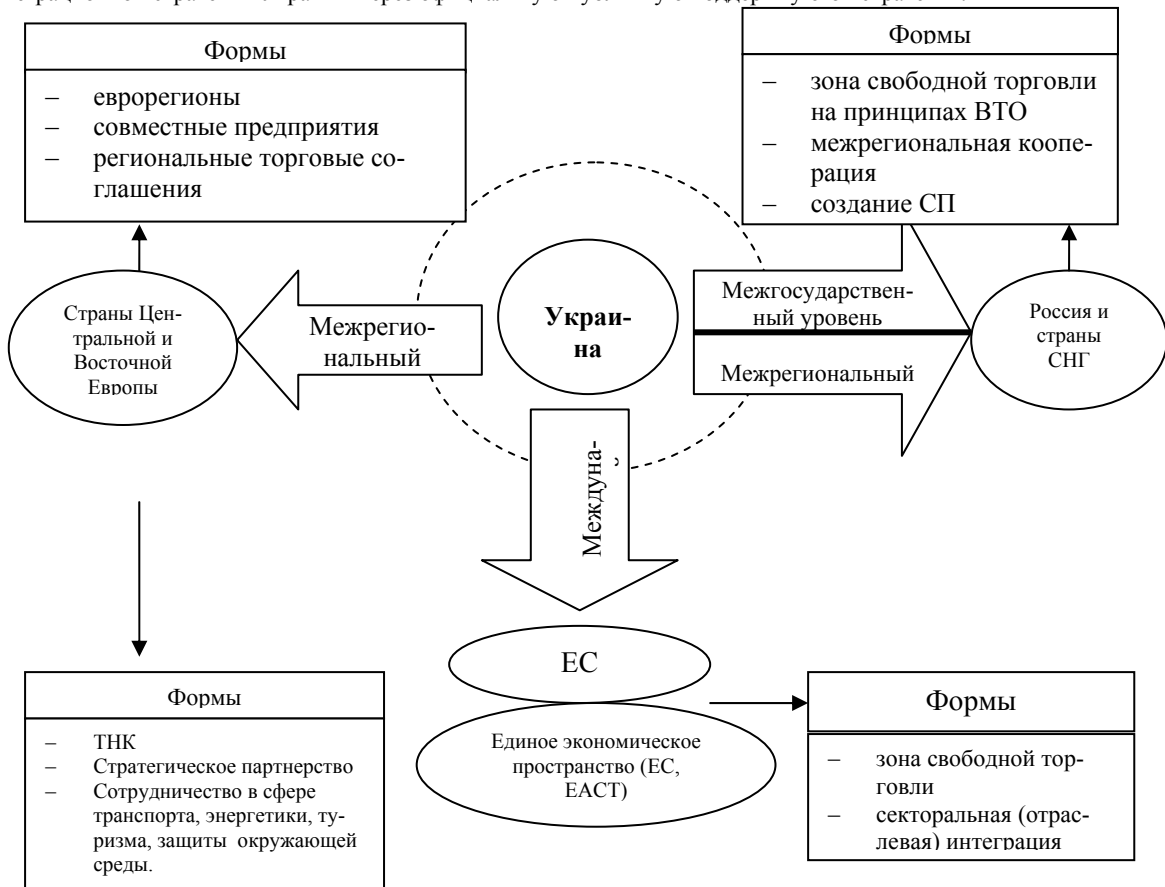 Формы
– еврорегионы
– совместные предприятия
– региональные торговые со-
глашения
Формы
– зона свободной торговли
на принципах ВТО
– межрегиональная коопе-
рация
– создание СП
Страны Цен-
тральной и
Восточной
Европы
Межрегио-
нальный
Украи-
на
Межгосударствен-
ный уровень
Межрегиональный
Россия и
страны
СНГ
Междуна-
ЕС
Единое экономическое
пространство (ЕС,
ЕАСТ)
Формы
– ТНК
– Стратегическое партнерство
– Сотрудничество в сфере
транспорта, энергетики, ту-
ризма, защиты окружающей
среды.
Формы
– зона свободной тор-
говли
– секторальная (отрас-
левая) интеграция